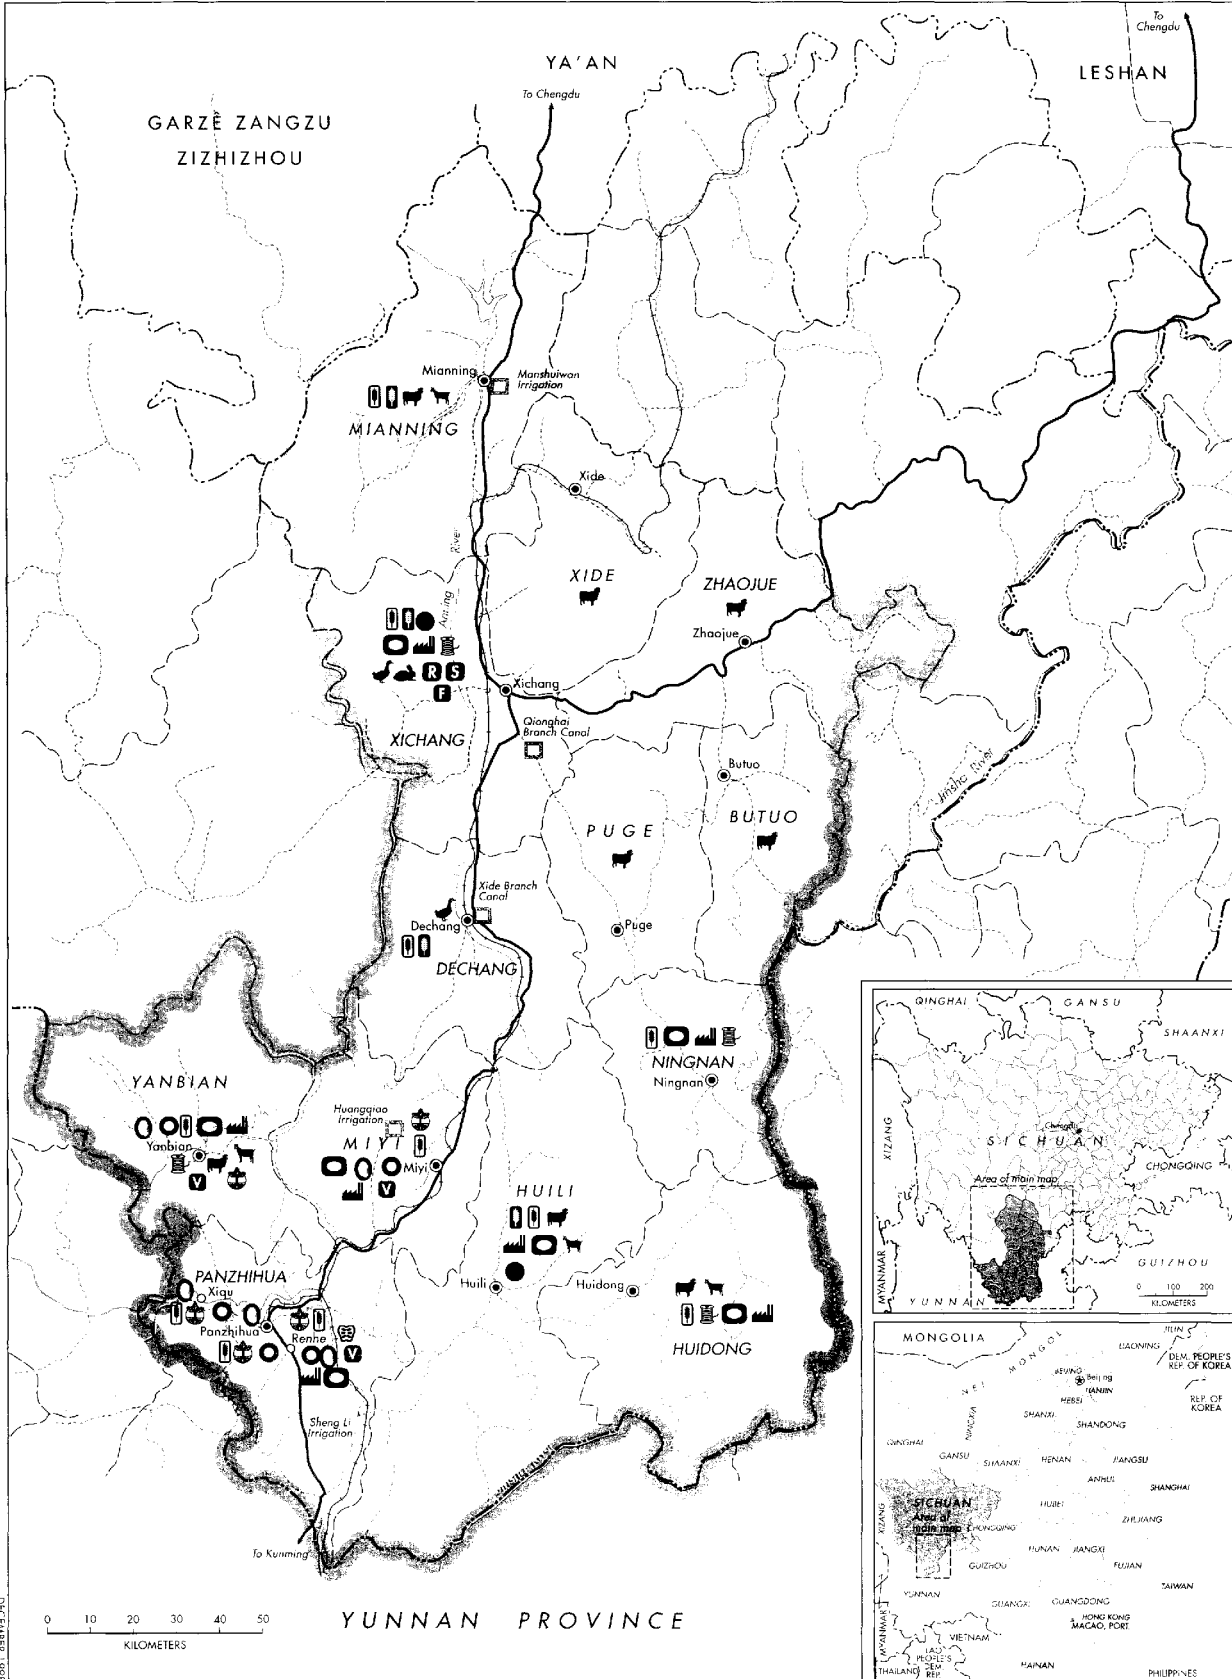 To
Chengdu
YA'AN
LESHAN
To Chengdu
GARZÊ ZANGZU
ZIZHIZHOU
Mianning
Manshuiwan
Irrigation
MIANNING
Xide
River
XIDE
ZHAOJUE
Anning
Zhaojue
R S
F
Xichang
Qionghai
Branch Canal
XICHANG
Butuo
Jinsha River
PUGE
BUTUO
Xide Branch
Canal
Dechang
Puge
DECHANG
NINGNAN
Ningnan
YANBIAN
Huangqiao
Irrigation
MIYI
Yanbian
Miyi
V
V
HUILI
Huili
Huidong
PANZHIHUA
Xiqu
Panzhihua
Renhe
V
HUIDONG
Sheng Li
Irrigation
To Kunming
YUNNAN PROVINCE
0 10 20 30 40 50
KILOMETERS
QINGHAI
GANSU
SHAANXI
XIZANG
Chengdu
SICHUAN
CHONGQING
Area of main map
GUIZHOU
MYANMAR
YUNNAN
0 100 200
KILOMETERS
MONGOLIA
JILIN
LIAONING
DEM. PEOPLE'S
REP. OF KOREA
NEI MONGOL
BEIJING
Beijing
TIANJIN
HEBEI
REP. OF
KOREA
NINGXIA
SHANXI
SHANDONG
QINGHAI
GANSU
SHAANXI
HENAN
JIANGSU
ANHUI
SHANGHAI
XIZANG
SICHUAN
Area of
main map
HUBEI
CHONGQING
ZHEJIANG
HUNAN
JIANGXI
GUIZHOU
FUJIAN
YUNNAN
TAIWAN
GUANGXI
GUANGDONG
HONG KONG
MACAO, PORT.
MYANMAR
VIETNAM
LAO
PEOPLE'S
DEM.
REP.
HAINAN
THAILAND
PHILIPPINES